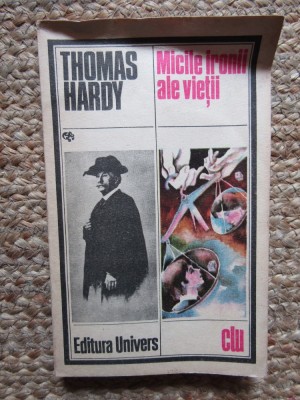 THOMAS
HARDY
Micile ironii
ale vieții
Editura Univers
clu